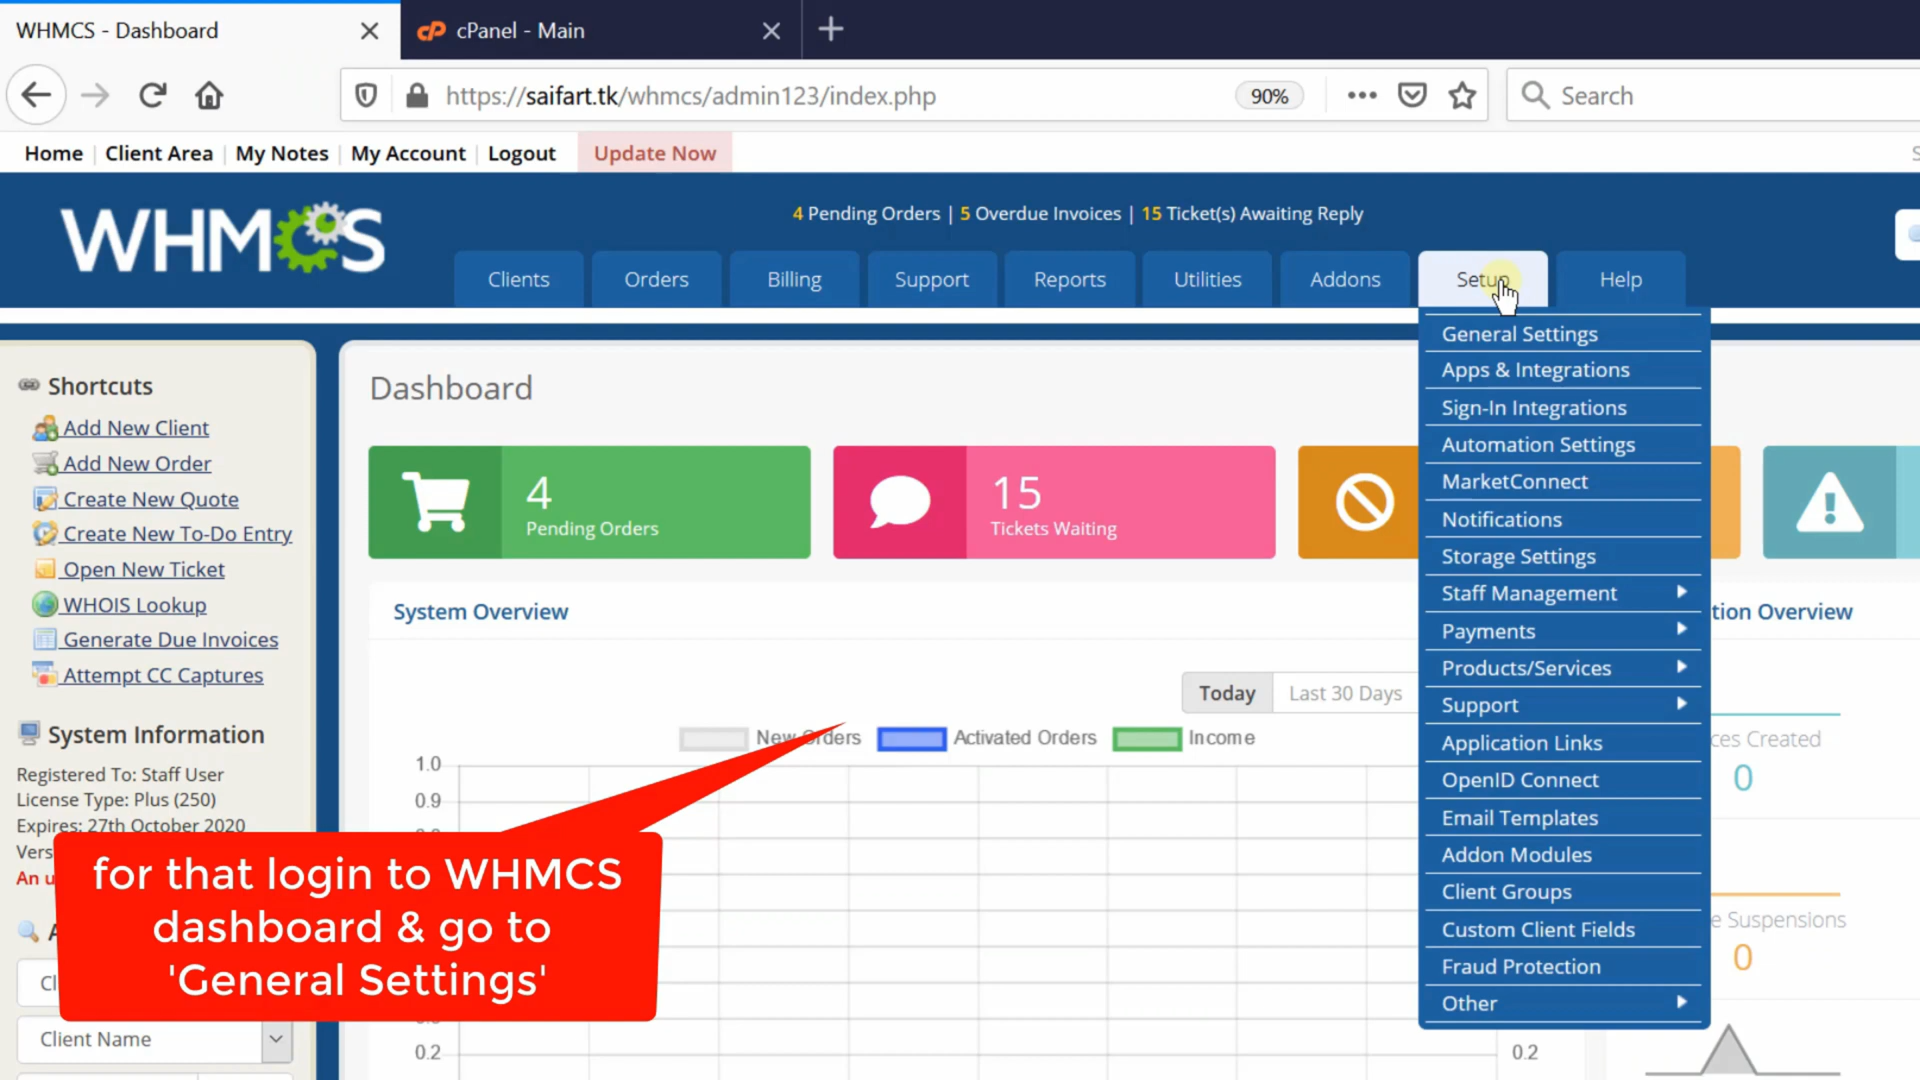 WHMCS - Dashboard
cPanel - Main
https://saifart.tk/whmcs/admin123/index.php
90%
Search
Home | Client Area | My Notes | My Account | Logout
Update Now
WHMCS
4 Pending Orders | 5 Overdue Invoices | 15 Ticket(s) Awaiting Reply
Clients
Orders
Billing
Support
Reports
Utilities
Addons
Setup
Help
General Settings
Apps & Integrations
Sign-In Integrations
Automation Settings
MarketConnect
Notifications
Storage Settings
Staff Management
Payments
Products/Services
Support
Application Links
OpenID Connect
Email Templates
Addon Modules
Client Groups
Custom Client Fields
Fraud Protection
Other
Shortcuts
Add New Client
Add New Order
Create New Quote
Create New To-Do Entry
Open New Ticket
WHOIS Lookup
Generate Due Invoices
Attempt CC Captures
System Information
Registered To: Staff User
License Type: Plus (250)
Expires: 27th October 2020
Vers
An u
A
Cl
Client Name
Dashboard
4
Pending Orders
15
Tickets Waiting
System Overview
Today
Last 30 Days
New Orders
Activated Orders
Income
1.0
0.9
0.2
0.2
tion Overview
ces Created
0
e Suspensions
0
for that login to WHMCS
dashboard & go to
'General Settings'